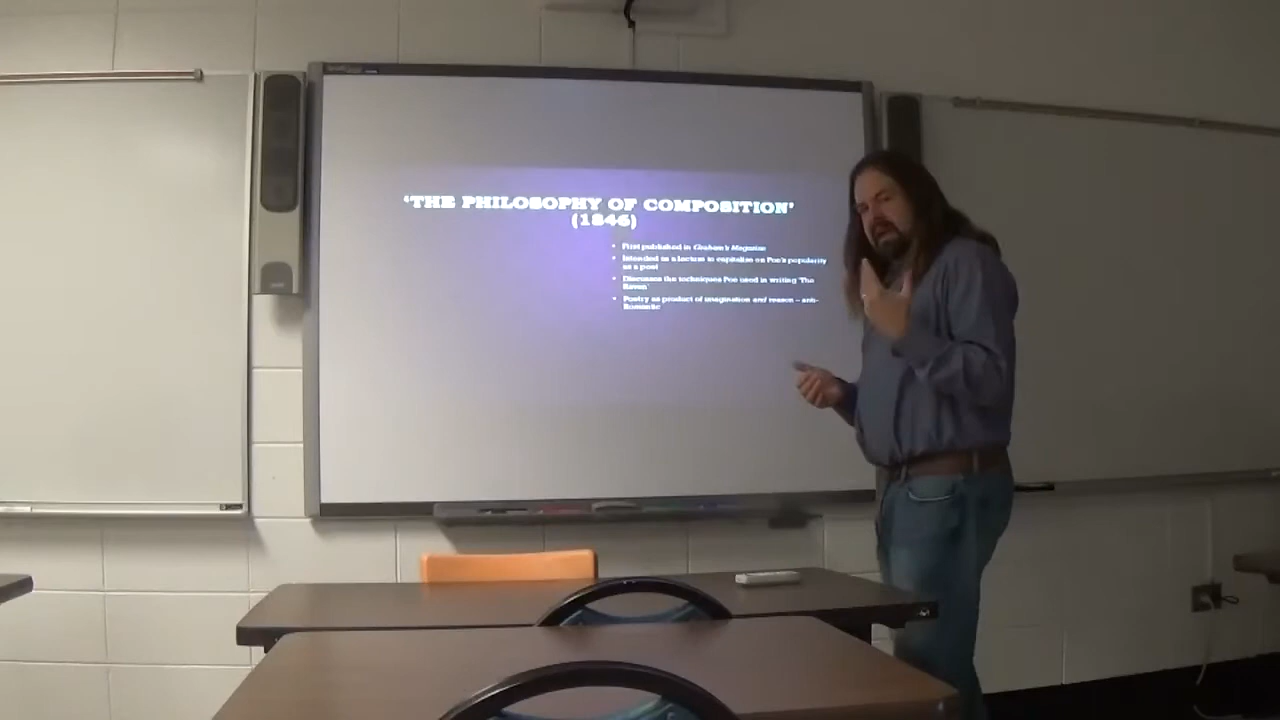 ‘THE PHILOSOPHY OF COMPOSITION’
(1846)
• First published in Graham's Magazine
• Intended as a lecture to capitalise on Poe's popularity
as a poet
• Discusses the techniques Poe used in writing 'The
Raven'
• Poetry as product of imagination and reason – anti-
Romantic